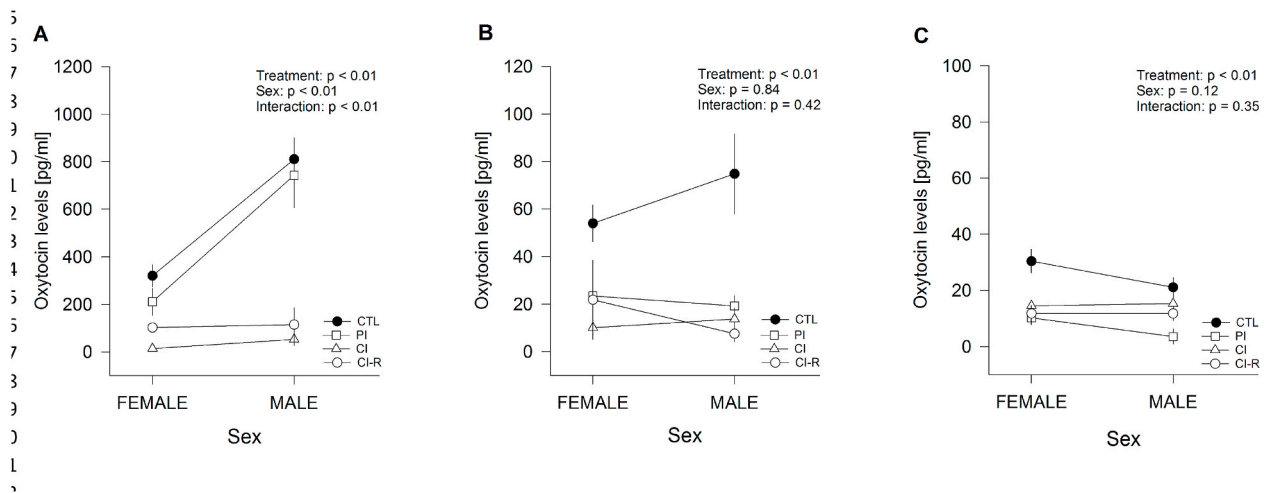 A
Treatment: p < 0.01
Sex: p < 0.01
Interaction: p < 0.01
Oxytocin levels [pg/ml]
1200
1000
800
600
400
200
0
CTL
PI
CI
CI-R
FEMALE MALE
Sex
B
Treatment: p < 0.01
Sex: p = 0.84
Interaction: p = 0.42
Oxytocin levels [pg/ml]
120
100
80
60
40
20
0
CTL
PI
CI
CI-R
FEMALE MALE
Sex
C
Treatment: p < 0.01
Sex: p = 0.12
Interaction: p = 0.35
Oxytocin levels [pg/ml]
100
80
60
40
20
0
CTL
PI
CI
CI-R
FEMALE MALE
Sex